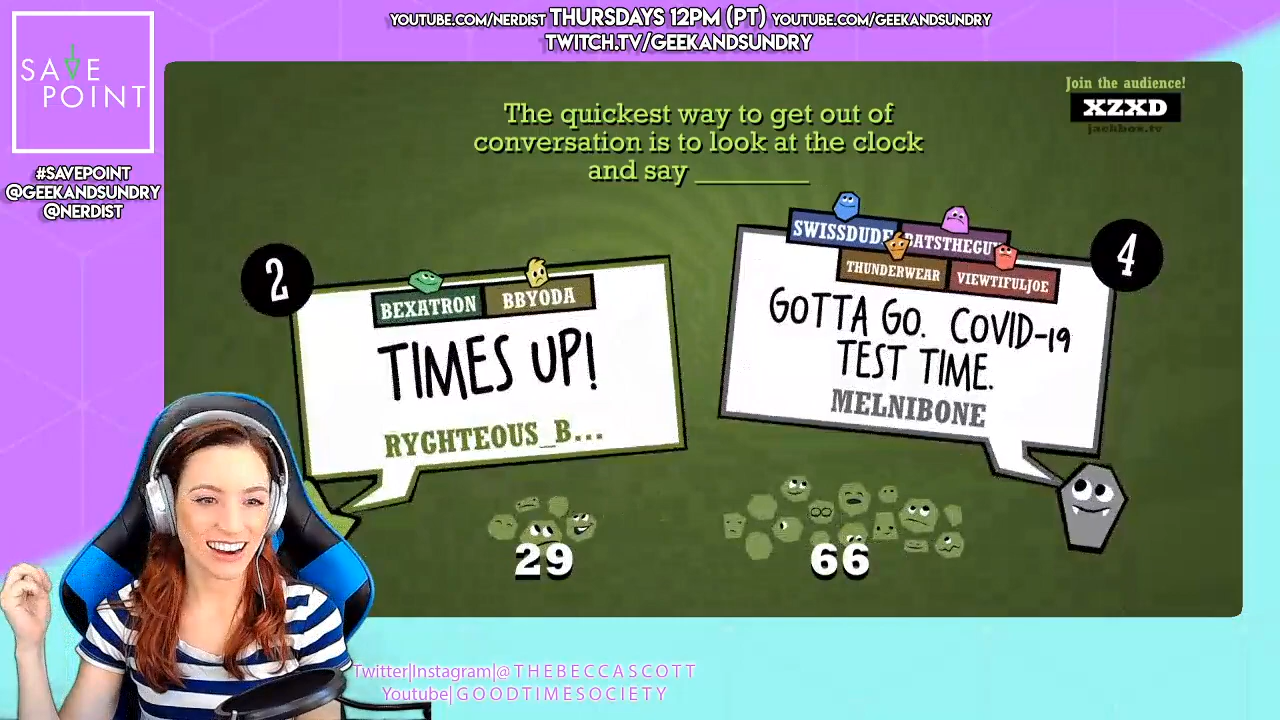 YOUTUBE.COM/NERDIST THURSDAYS 12PM (PT) YOUTUBE.COM/GEEKANDSUNDRY
TWITCH.TV/GEEKANDSUNDRY
SAVE
POINT
#SAVEPOINT
@GEEKANDSUNDRY
@NERDIST
Join the audience!
XZXD
jackbox.tv
The quickest way to get out of
conversation is to look at the clock
and say ________
2
BEXATRON BBYODA
TIMES UP!
RYGHTEOUS_B...
4
SWISSDUDE DATSTHEGUY
THUNDERWEAR VIEWTIFULJOE
GOTTA GO. COVID-19
TEST TIME.
MELNIBONE
29
66
Twitter|Instagram|@THEBECCASCOTT
Youtube|GOODTIMESOCIETY